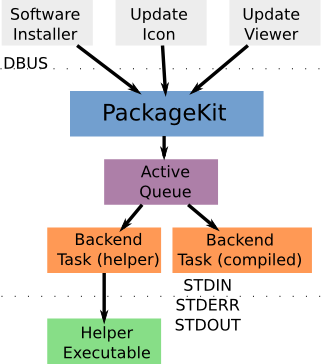 Software
Installer
Update
Icon
Update
Viewer
DBUS
PackageKit
Active
Queue
Backend
Task (helper)
Backend
Task (compiled)
STDIN
STDERR
STDOUT
Helper
Executable